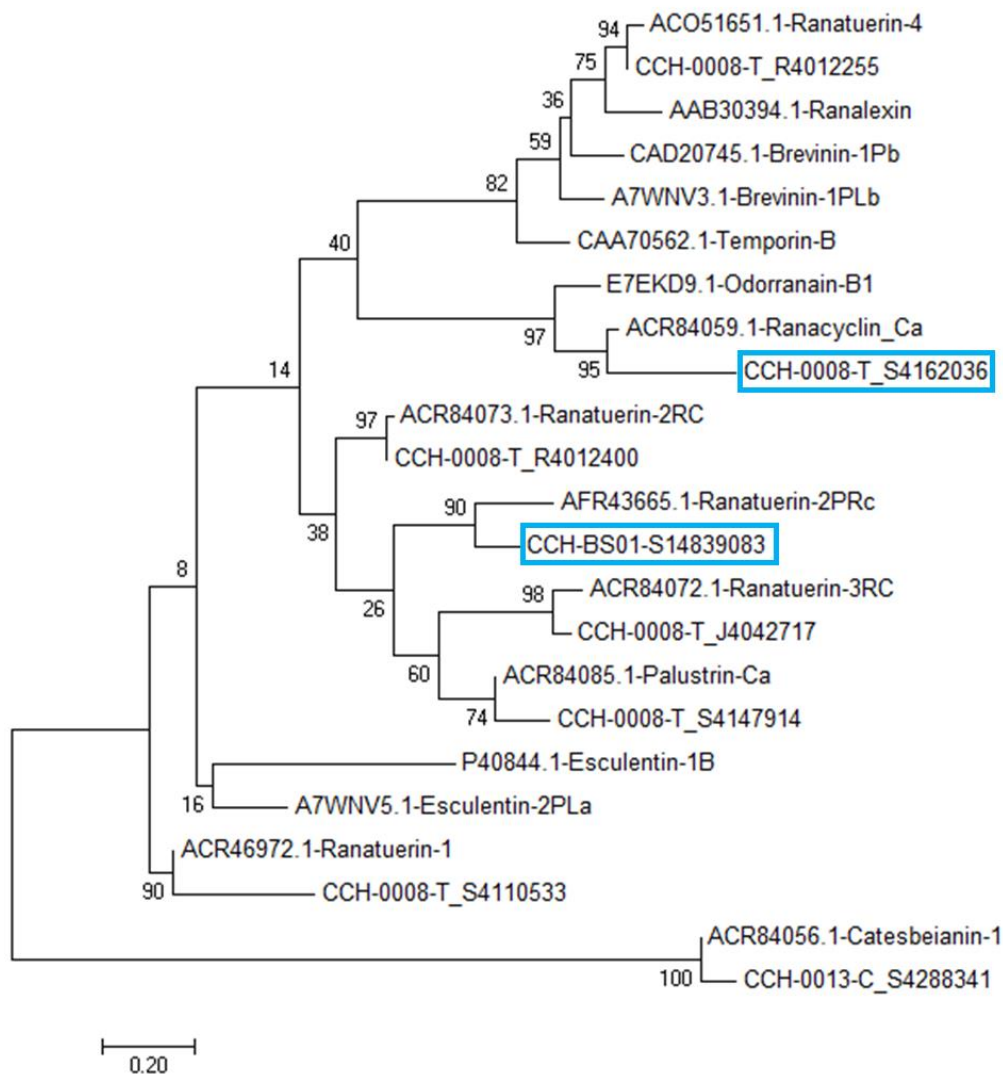 ACO51651.1-Ranatuerin-4
94
CCH-0008-T_R4012255
75
AAB30394.1-Ranalexin
36
CAD20745.1-Brevinin-1Pb
59
A7WNV3.1-Brevinin-1PLb
82
CAA70562.1-Temporin-B
40
E7EKD9.1-Odorranain-B1
97
ACR84059.1-Ranacyclin_Ca
95
CCH-0008-T_S4162036
14
ACR84073.1-Ranatuerin-2RC
97
CCH-0008-T_R4012400
38
AFR43665.1-Ranatuerin-2PRc
90
CCH-BS01-S14839083
8
26
ACR84072.1-Ranatuerin-3RC
98
CCH-0008-T_J4042717
60
ACR84085.1-Palustrin-Ca
74
CCH-0008-T_S4147914
P40844.1-Esculentin-1B
16
A7WNV5.1-Esculentin-2PLa
ACR46972.1-Ranatuerin-1
90
CCH-0008-T_S4110533
ACR84056.1-Catesbeianin-1
100
CCH-0013-C_S4288341
0.20